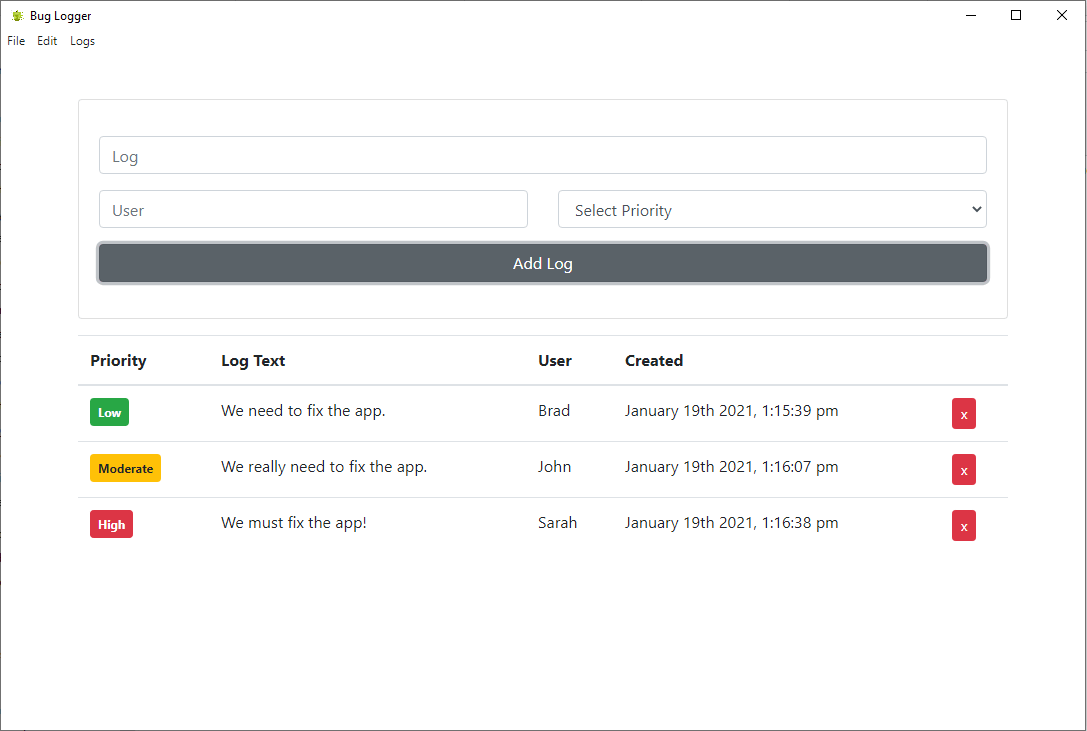 Bug Logger
File Edit Logs
Log
User Select Priority
Add Log
Priority Log Text User Created
Low We need to fix the app. Brad January 19th 2021, 1:15:39 pm x
Moderate We really need to fix the app. John January 19th 2021, 1:16:07 pm x
High We must fix the app! Sarah January 19th 2021, 1:16:38 pm x